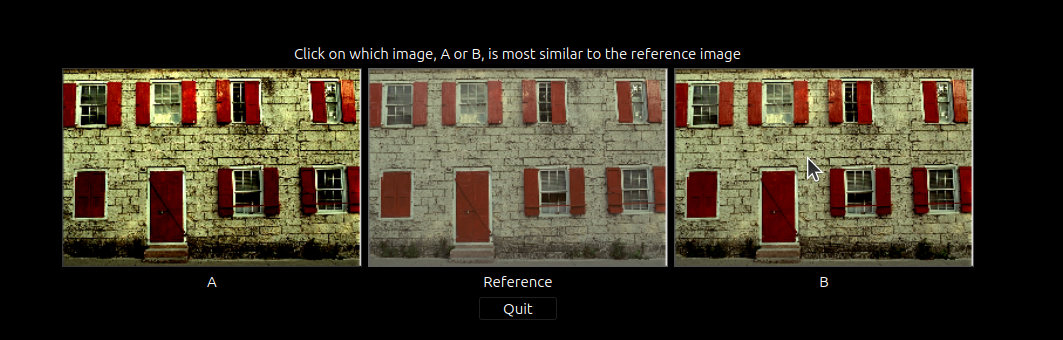 Click on which image, A or B, is most similar to the reference image
A
Reference
B
Quit